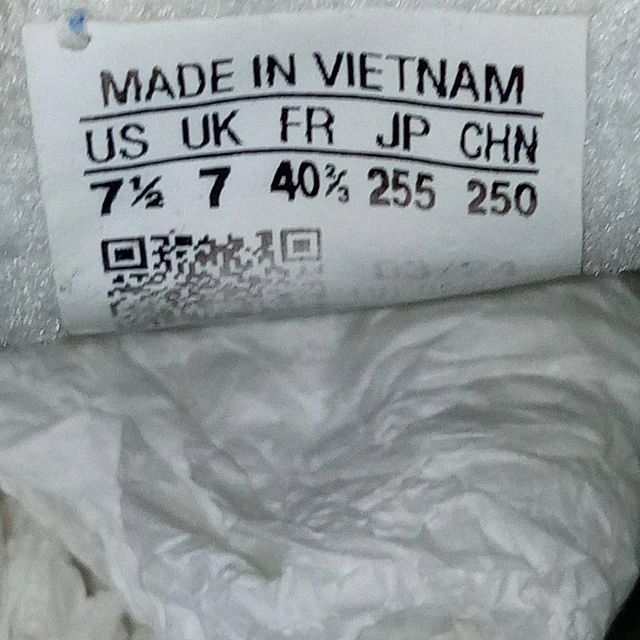 MADE IN VIETNAM
US UK FR JP CHN
7½ 7 40⅔ 255 250